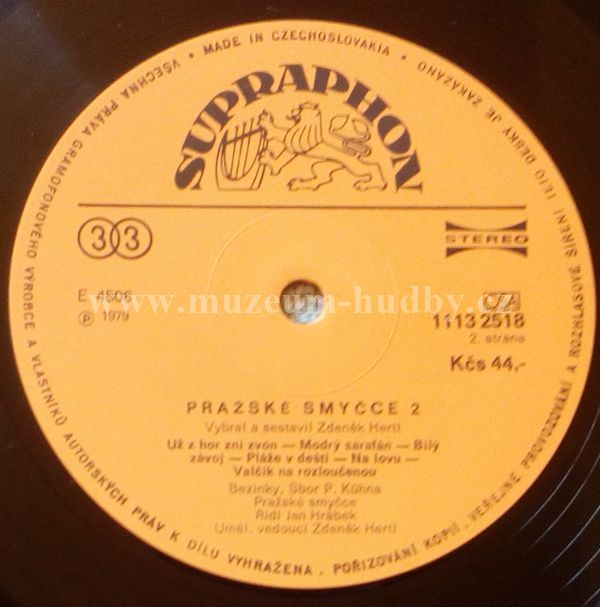 VŠECHNA PRÁVA GRAMOFONOVÉHO VÝROBCE A VLASTNÍKŮ AUTORSKÝCH PRÁV K DÍLU VYHRAŽENA . POŘIZOVÁNÍ KOPIÍ . VEŘEJNÉ PROVOZOVÁNÍ A ROZHLASOVÉ ŠÍŘENÍ TÉTO DESKY JE ZAKÁZÁNO
• MADE IN CZECHOSLOVAKIA •
SUPRAPHON
33
STEREO
E 4506
OSA
www.muzeum-hudby.cz
℗ 1979
1113 2518
2. strana
Kčs 44,-
PRAŽSKÉ SMYČCE 2
Vybral a sestavil Zdeněk Hertl
Už z hor zní zvon — Modrý sarafán — Bílý
závoj — Pláže v dešti — Na lovu —
Valčík na rozloučenou
Bezinky, Sbor P. Kühna
Pražské smyčce
Řídí Jan Hrábek
Uměl. vedoucí Zdeněk Hertl